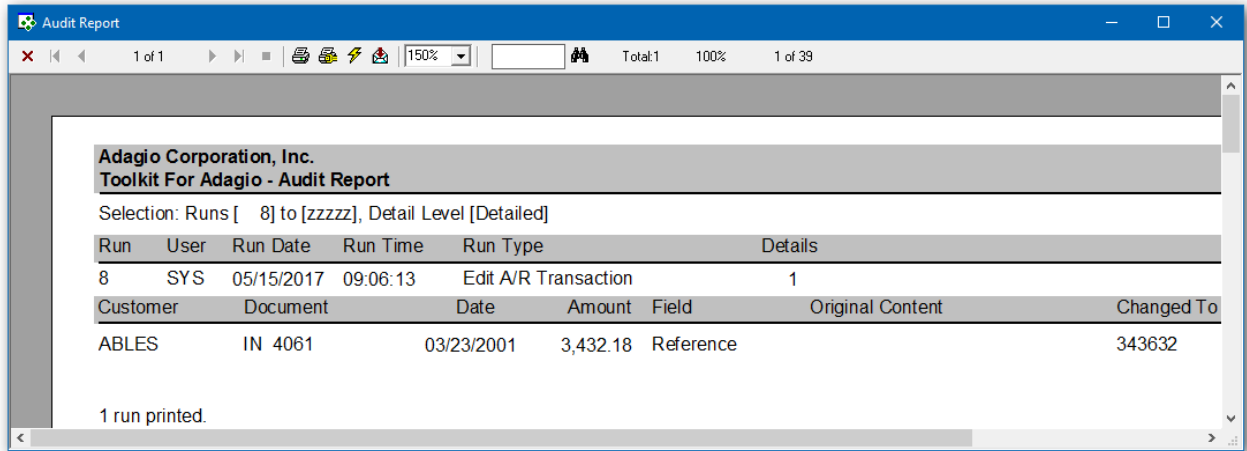 Audit Report
1 of 1 150% Total:1 100% 1 of 39
Adagio Corporation, Inc.
Toolkit For Adagio - Audit Report
Selection: Runs [ 8] to [zzzzz], Detail Level [Detailed]
Run User Run Date Run Time Run Type Details
8 SYS 05/15/2017 09:06:13 Edit A/R Transaction 1
Customer Document Date Amount Field Original Content Changed To
ABLES IN 4061 03/23/2001 3,432.18 Reference 343632
1 run printed.